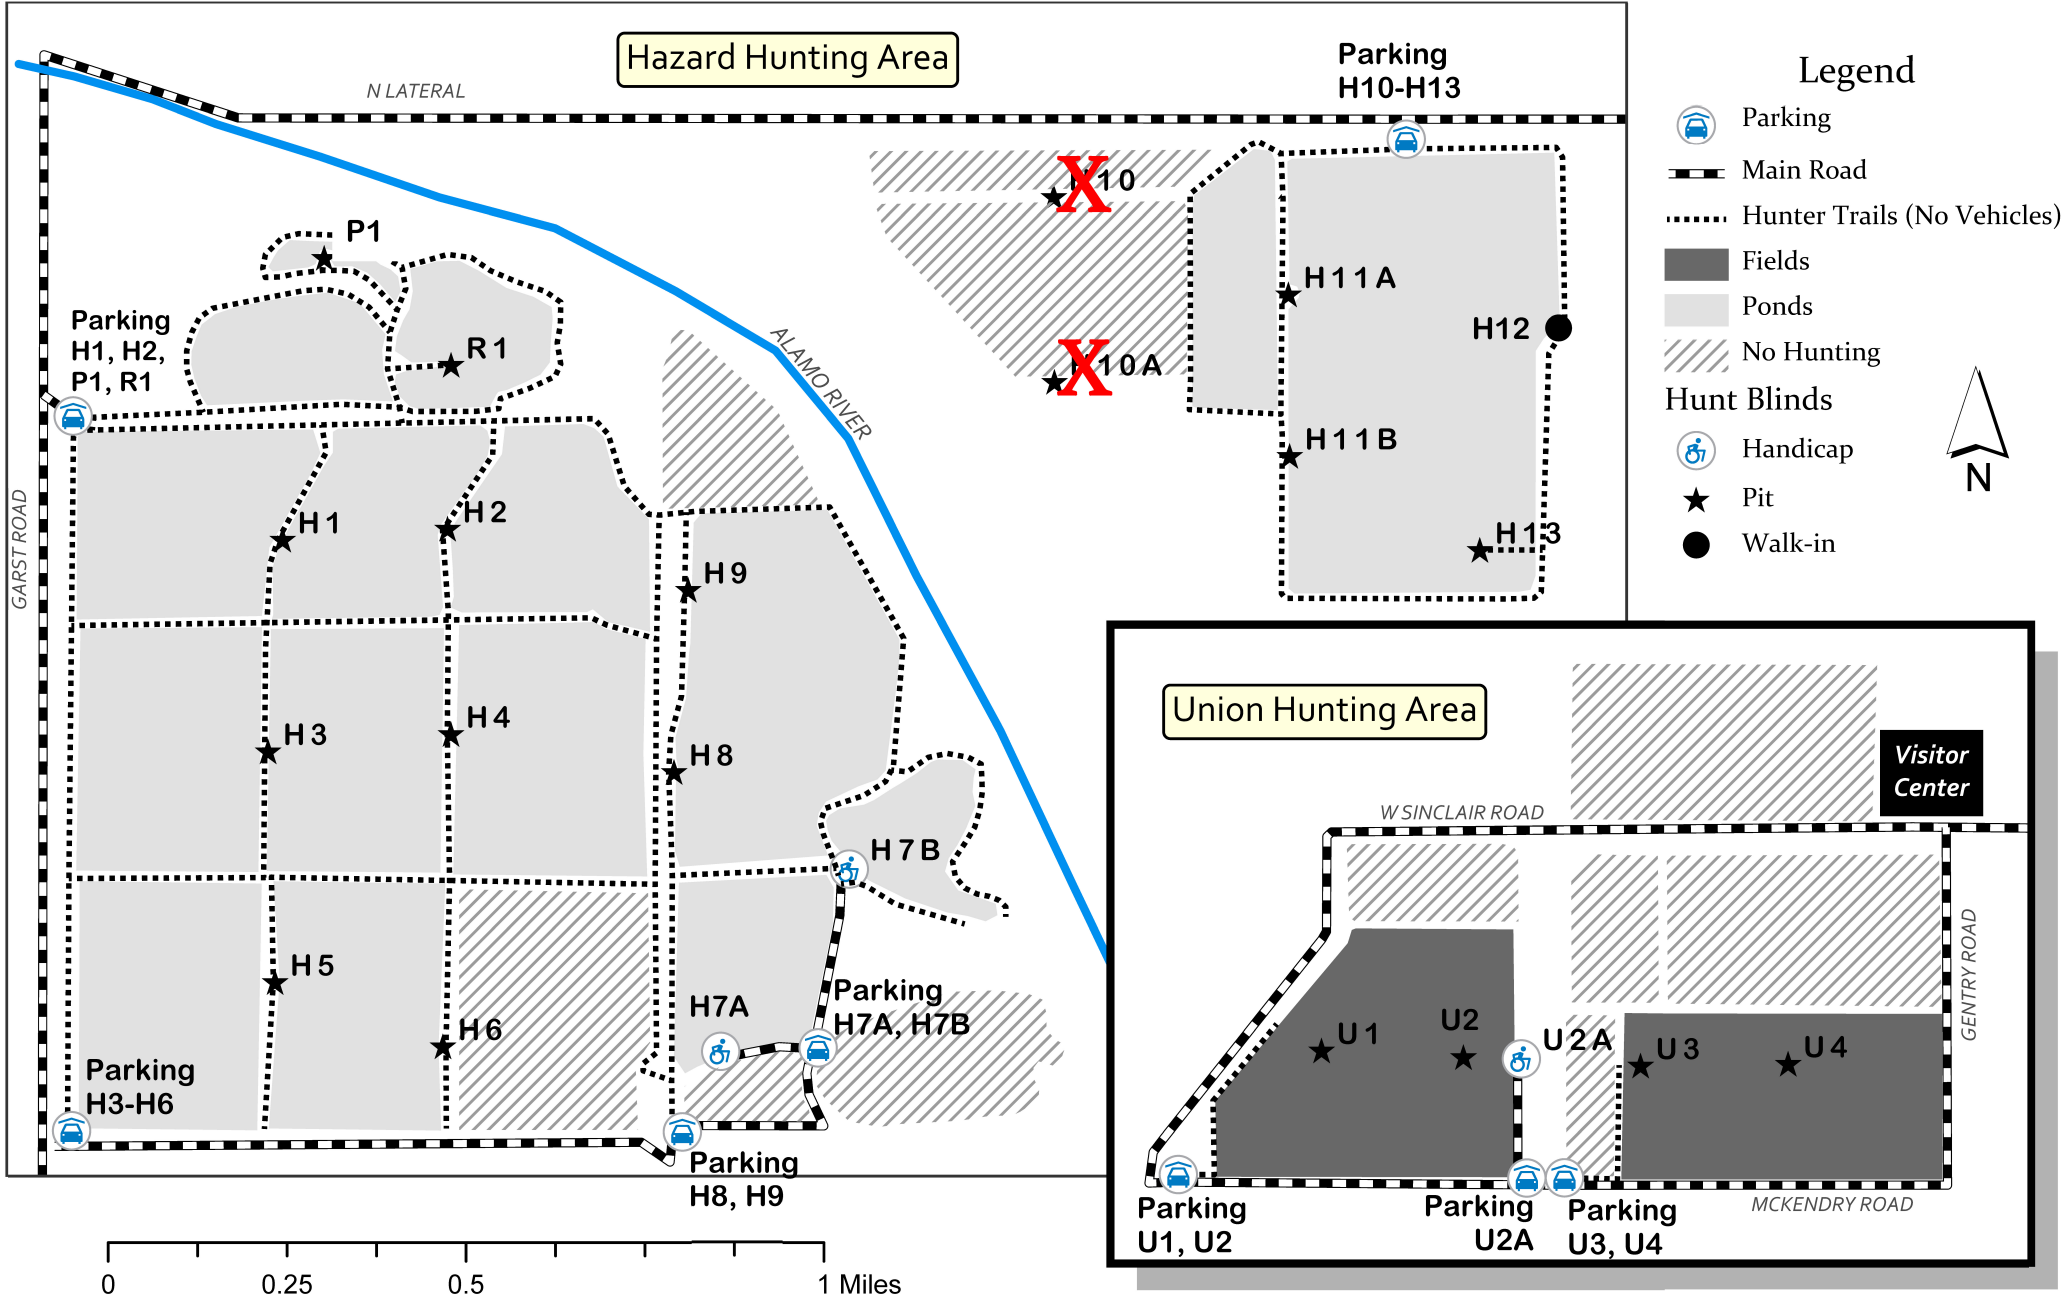 Hazard Hunting Area
N LATERAL
Parking
H10-H13
Legend
Parking
Main Road
Hunter Trails (No Vehicles)
Fields
Ponds
No Hunting
Hunt Blinds
Handicap
Pit
Walk-in
N
X
H10
X
H10A
P1
R1
Parking
H1, H2,
P1, R1
ALAMO RIVER
H11A
H12
H11B
H13
GARST ROAD
H1
H2
H9
H3
H4
H8
H7B
H5
H6
H7A
Parking
H7A, H7B
Parking
H3-H6
Parking
H8, H9
0
0.25
0.5
1 Miles
Union Hunting Area
Visitor
Center
W SINCLAIR ROAD
GENTRY ROAD
U1
U2
U2A
U3
U4
MCKENDRY ROAD
Parking
U1, U2
Parking
U2A
Parking
U3, U4